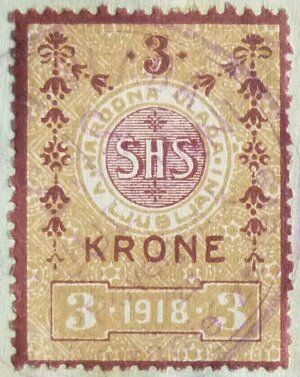 · 3 ·
NARODNA VLADA
SHS
V LJUBLJANI
KRONE
3 · 1918 · 3